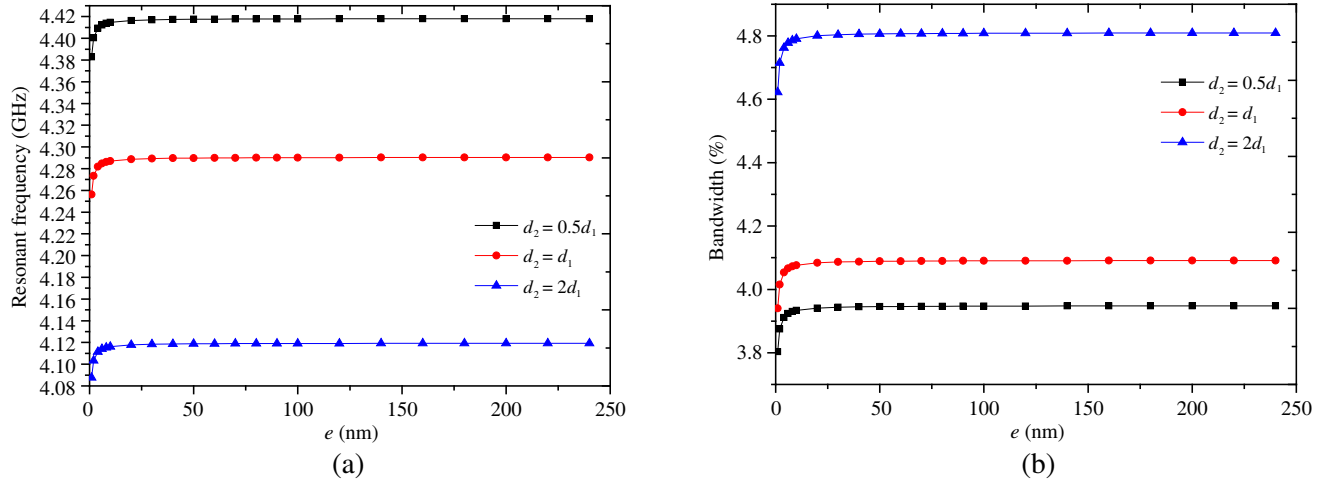 4.42
4.40
4.38
4.36
4.34
4.30
4.29
4.28
4.26
4.22
4.20
4.18
4.16
4.14
4.13
4.12
4.10
4.08
Resonant frequency (GHz)
d₂ = 0.5d₁
d₂ = d₁
d₂ = 2d₁
0 50 100 150 200 250
e (nm)
(a)
4.8
4.6
4.4
4.2
4.1
4.0
3.8
Bandwidth (%)
d₂ = 0.5d₁
d₂ = d₁
d₂ = 2d₁
0 50 100 150 200 250
e (nm)
(b)